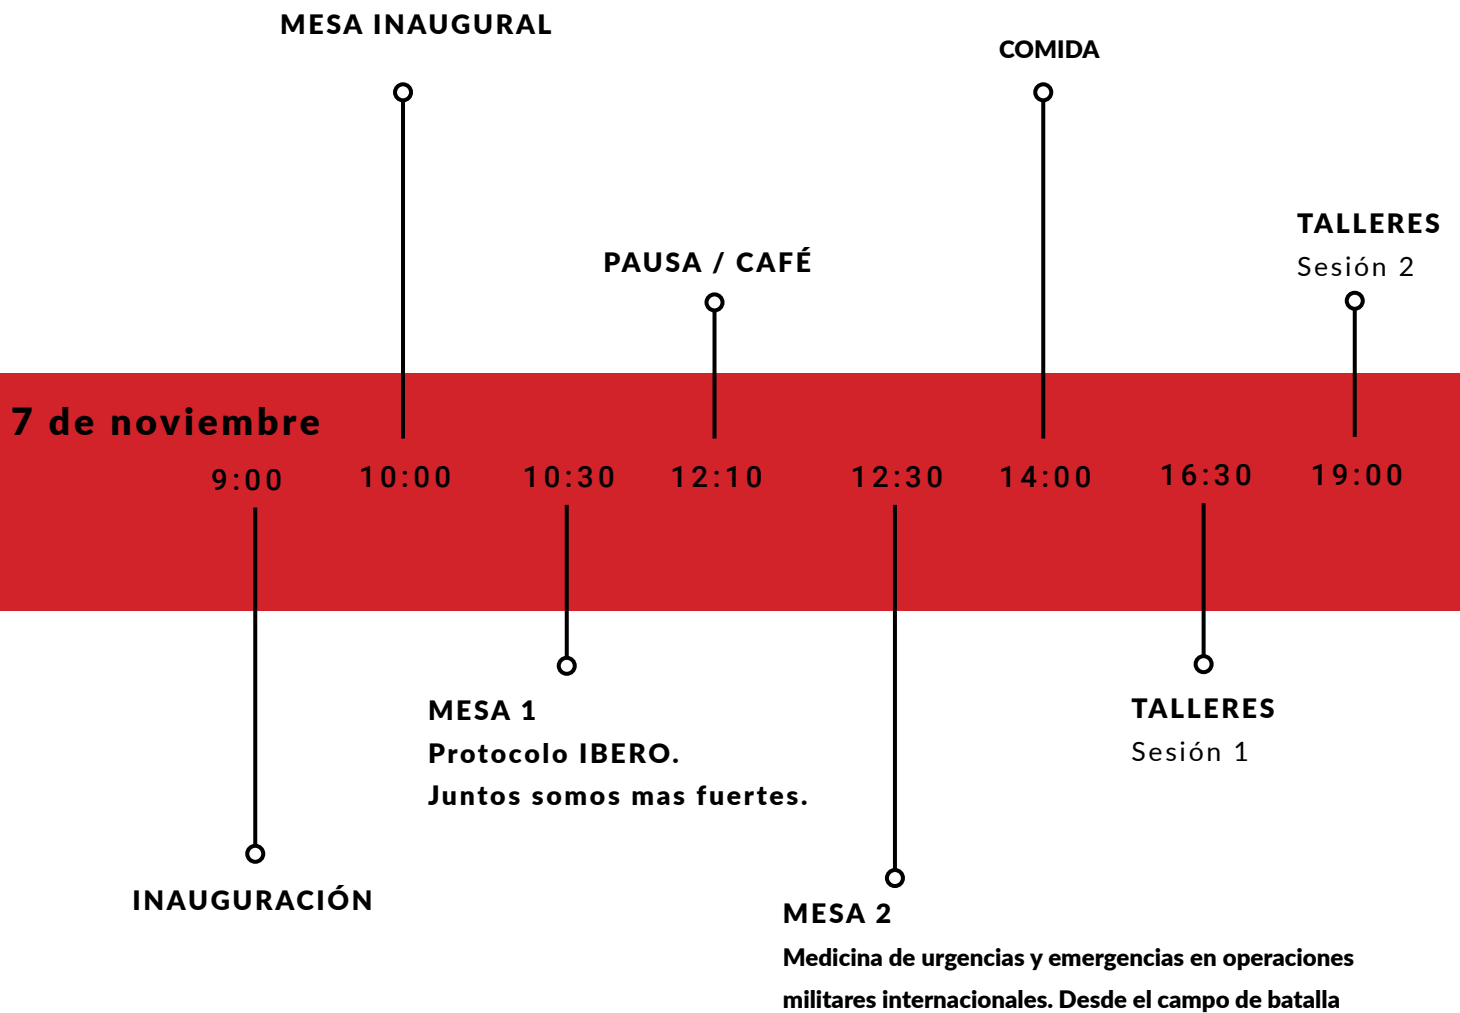 MESA INAUGURAL
COMIDA
TALLERES
Sesión 2
PAUSA / CAFÉ
7 de noviembre
9:00
10:00
10:30
12:10
12:30
14:00
16:30
19:00
MESA 1
Protocolo IBERO.
Juntos somos mas fuertes.
TALLERES
Sesión 1
INAUGURACIÓN
MESA 2
Medicina de urgencias y emergencias en operaciones
militares internacionales. Desde el campo de batalla